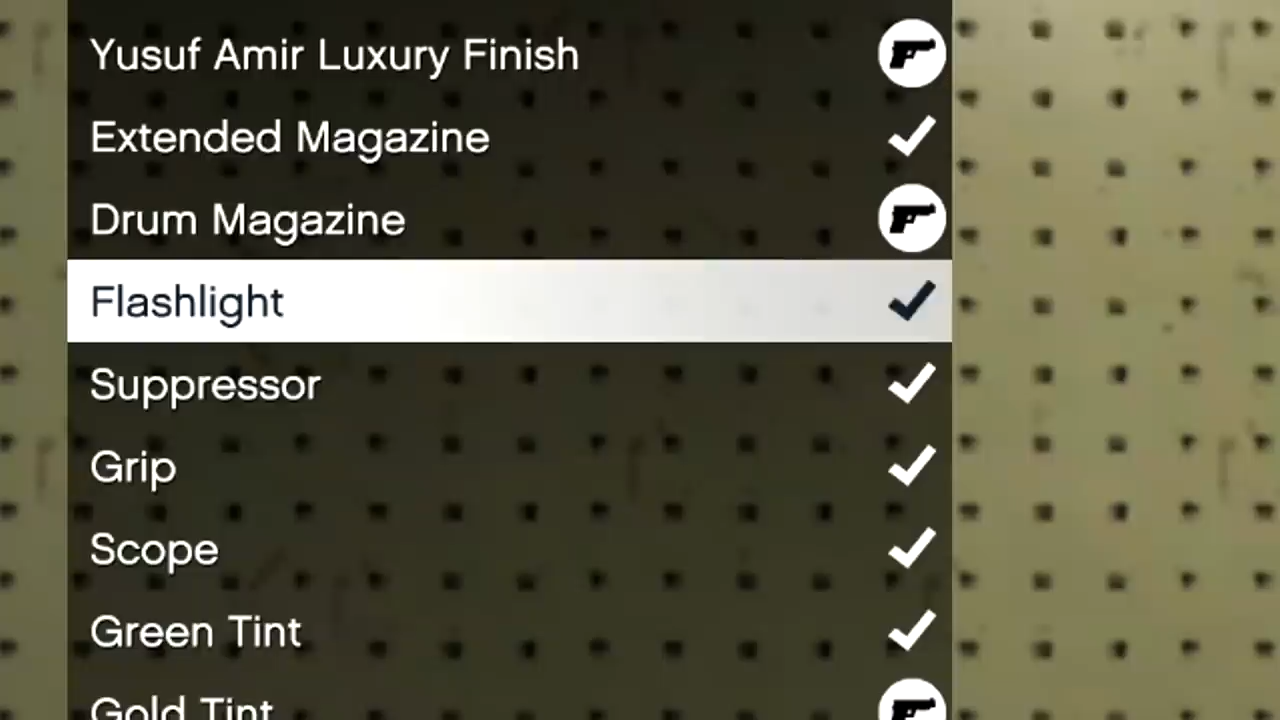 Yusuf Amir Luxury Finish
Extended Magazine
Drum Magazine
Flashlight
Suppressor
Grip
Scope
Green Tint
Gold Tint